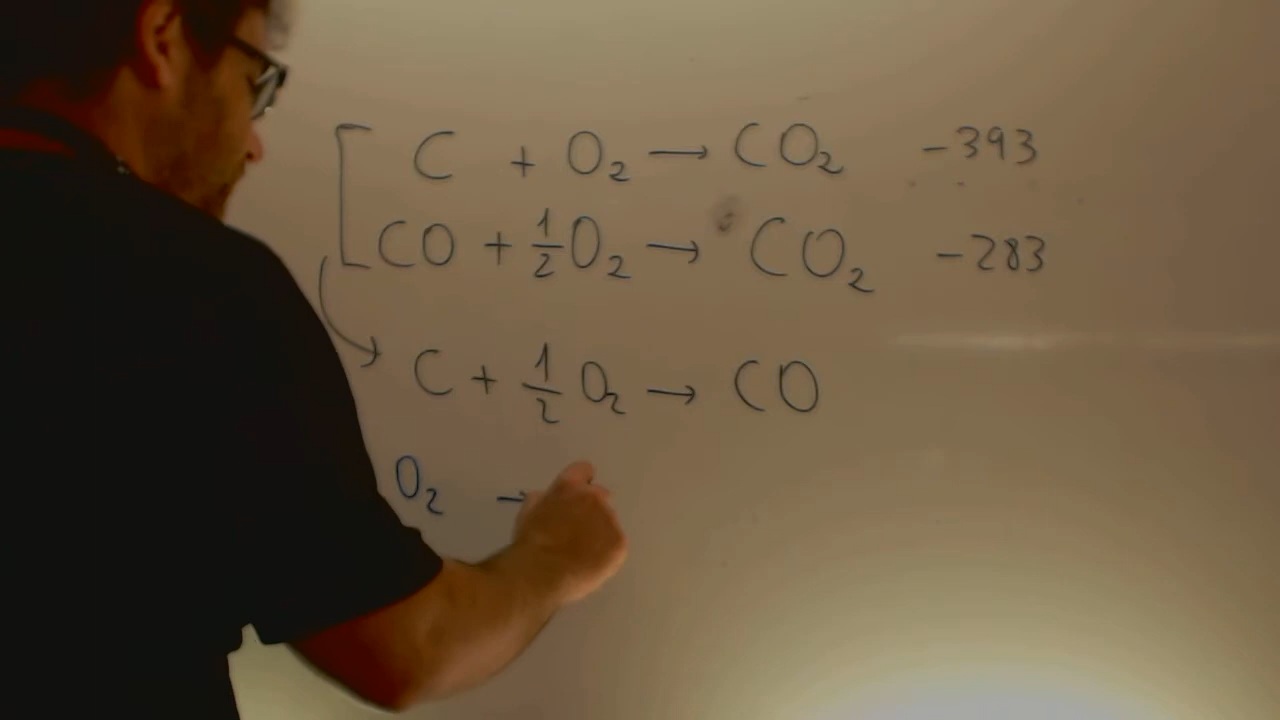 C + O₂ → CO₂ -393
CO + 1/2 O₂ → CO₂ -283
C + 1/2 O₂ → CO
O₂ →